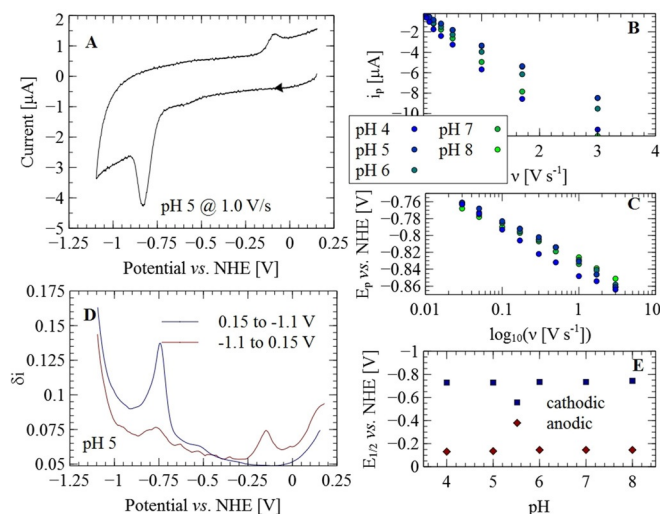 A
2
1
0
−1
−2
−3
−4
−5
Current [μA]
pH 5 @ 1.0 V/s
−1.25
−1
−0.75
−0.5
−0.25
0
0.25
Potential vs. NHE [V]
B
−2
−4
−6
−8
−10
ip [μA]
1
2
3
4
ν [V s⁻¹]
pH 4
pH 5
pH 6
pH 7
pH 8
C
−0.76
−0.78
−0.8
−0.82
−0.84
−0.86
Ep vs. NHE [V]
0.01
0.1
1
10
log10(ν [V s⁻¹])
D
0.175
0.15
0.125
0.1
0.075
0.05
δi
0.15 to -1.1 V
-1.1 to 0.15 V
pH 5
−1.25
−1
−0.75
−0.5
−0.25
0
0.25
Potential vs. NHE [V]
E
−1
−0.8
−0.6
−0.4
−0.2
0
E1/2 vs. NHE [V]
cathodic
anodic
4
5
6
7
8
pH